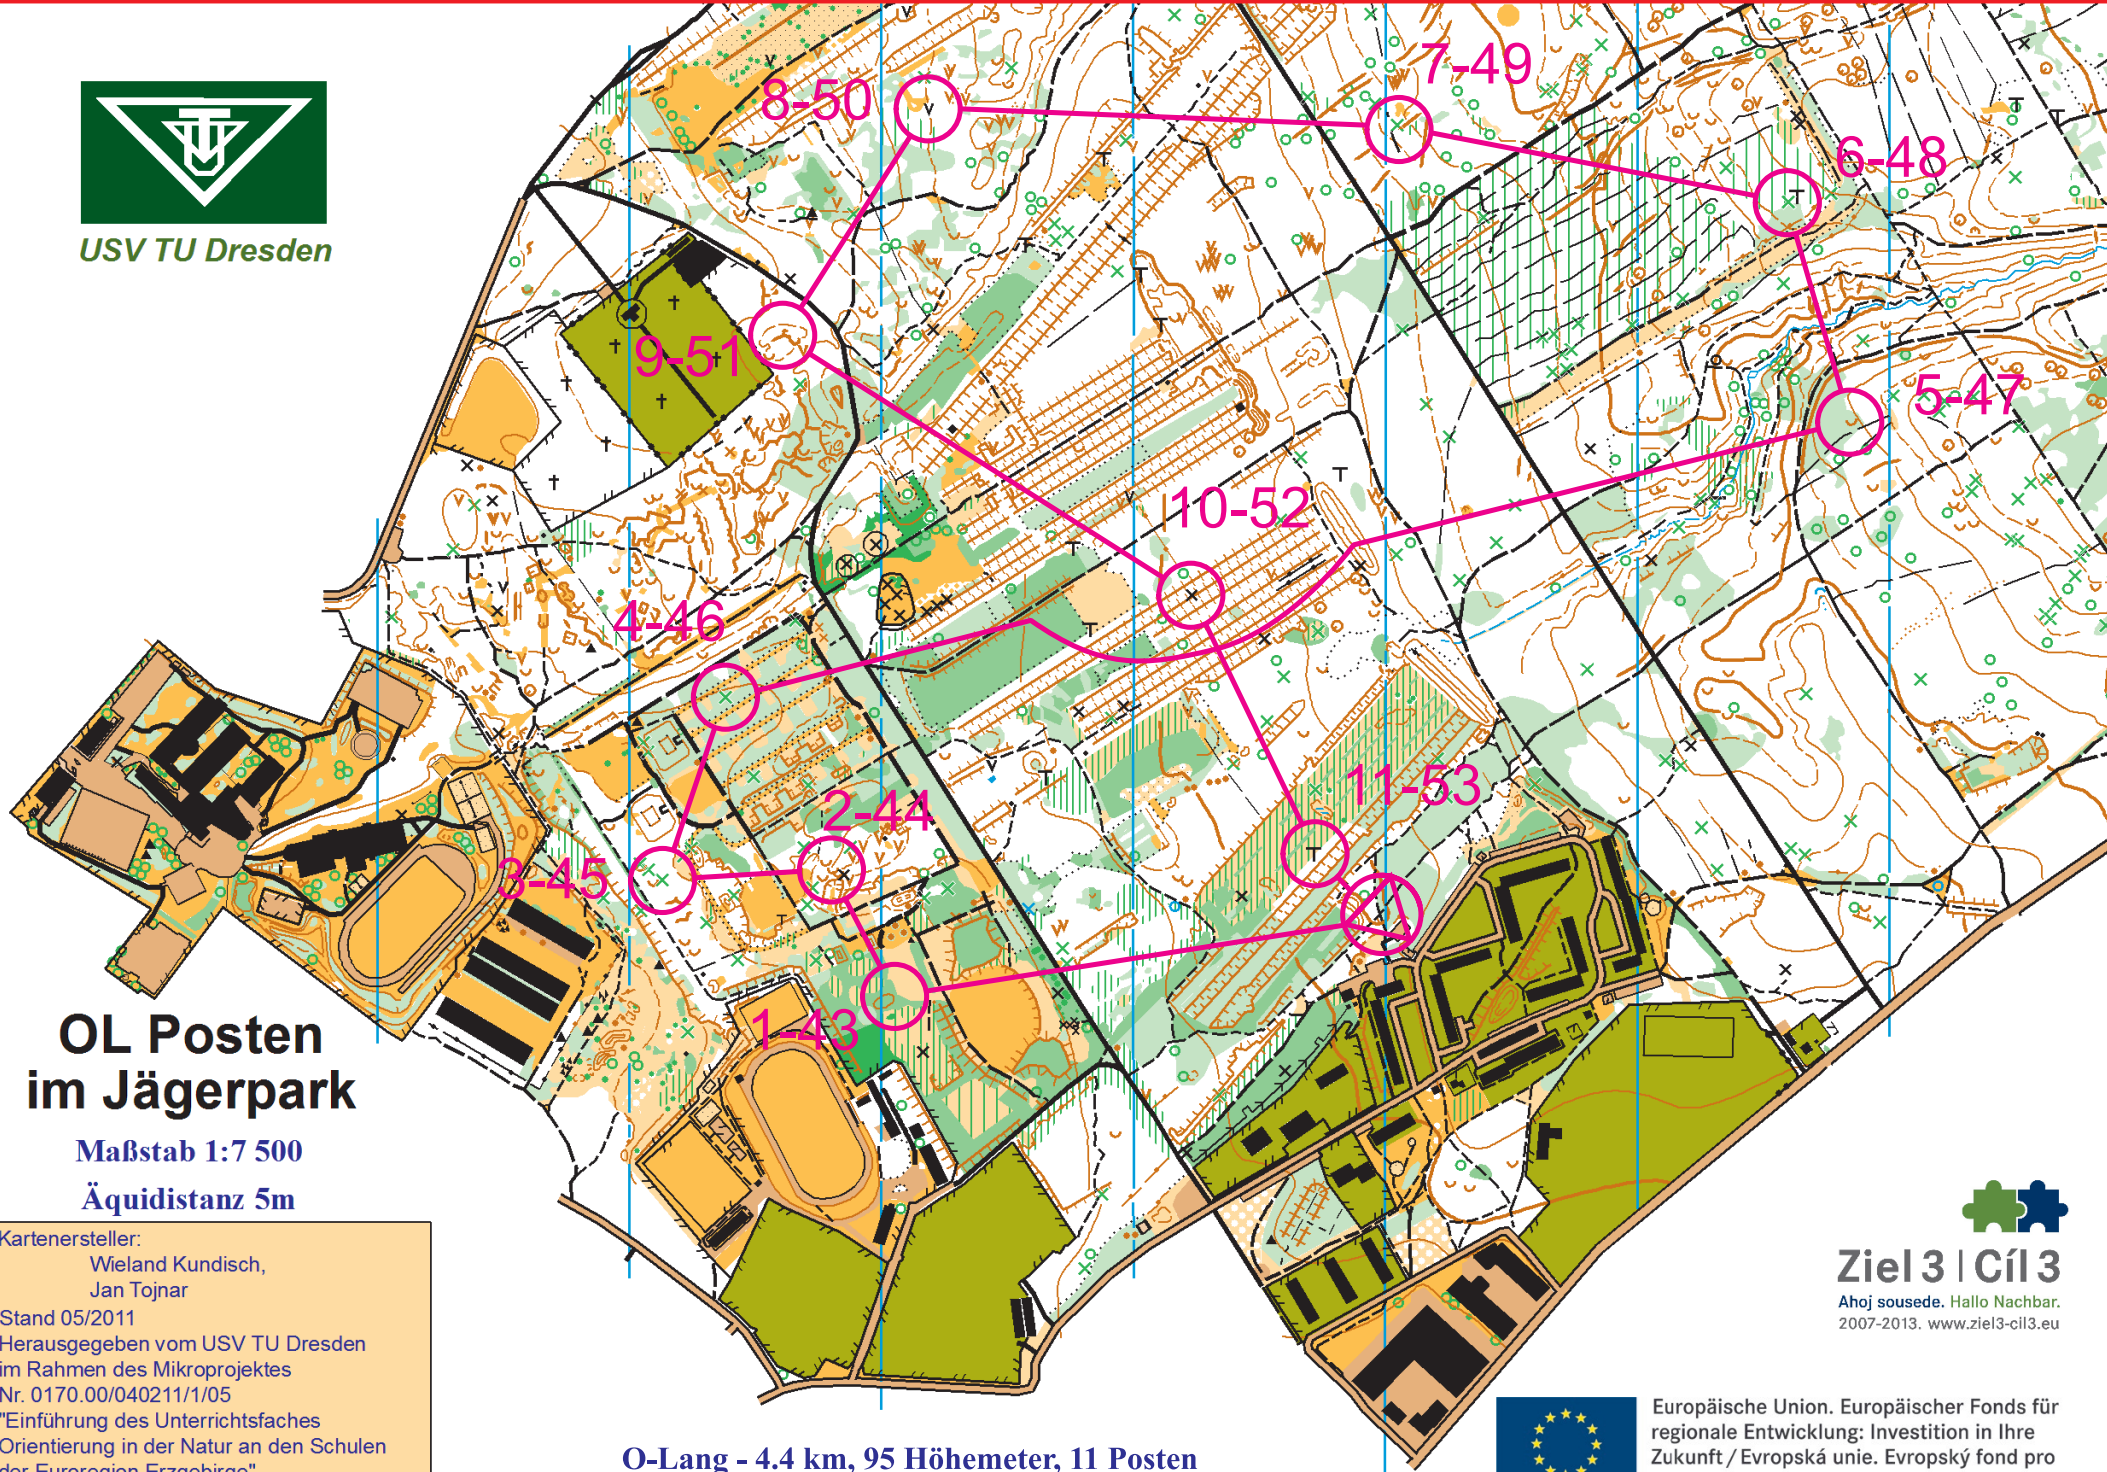 USV TU Dresden
7-49
8-50
6-48
9-51
5-47
10-52
4-46
11-53
2-44
3-45
1-43
OL Posten
im Jägerpark
Maßstab 1:7 500
Äquidistanz 5m
Kartenersteller:
Wieland Kundisch,
Jan Tojnar
Stand 05/2011
Herausgegeben vom USV TU Dresden
im Rahmen des Mikroprojektes
Nr. 0170.00/040211/1/05
"Einführung des Unterrichtsfaches
Orientierung in der Natur an den Schulen
der Euroregion Erzgebirge"
O-Lang - 4.4 km, 95 Höhemeter, 11 Posten
Ziel 3 | Cíl 3
Ahoj sousede. Hallo Nachbar.
2007-2013. www.ziel3-cil3.eu
Europäische Union. Europäischer Fonds für
regionale Entwicklung: Investition in Ihre
Zukunft / Evropská unie. Evropský fond pro